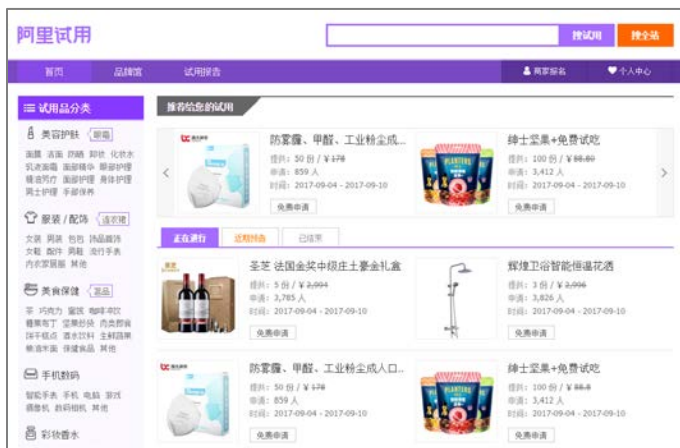 阿里试用
搜试用 搜全站
首页 品牌馆 试用报告 商家报名 个人中心
试用品分类
美容护肤 眼霜
面膜 洁面 防晒 卸妆 化妆水
乳液面霜 面部精华 眼部护理
精油芳疗 面部护理 身体护理
男士护理 手部保养
服装 / 配饰 连衣裙
女装 男装 包包 饰品首饰
女鞋 配件 男鞋 流行手表
内衣家居服 其他
美食保健 茗品
茶 巧克力 蜜饯 咖啡冲饮
糖果布丁 坚果炒货 肉类即食
饼干糕点 酒水饮料 生鲜蔬果
粮油米面 保健食品 其他
手机数码
智能手表 手机 电脑 游戏
摄像机 数码相机 其他
彩妆香水
推荐给您的试用
防雾霾、甲醛、工业粉尘成...
提供: 50 份 / ¥ 178
申请: 859 人
时间: 2017-09-04 - 2017-09-10
免费申请
绅士坚果+免费试吃
提供: 100 份 / ¥ 88.80
申请: 3,412 人
时间: 2017-09-04 - 2017-09-10
免费申请
PLANTERS
正在进行 近期预告 已结束
圣芝 法国金奖中级庄土豪金礼盒
提供: 5 份 / ¥ 2,994
申请: 3,785 人
时间: 2017-09-04 - 2017-09-10
免费申请
辉煌卫浴智能恒温花洒
提供: 3 份 / ¥ 2,996
申请: 3,826 人
时间: 2017-09-04 - 2017-09-10
免费申请
防雾霾、甲醛、工业粉尘成人口...
提供: 50 份 / ¥ 178
申请: 859 人
时间: 2017-09-04 - 2017-09-10
免费申请
绅士坚果+免费试吃
提供: 100 份 / ¥ 88.8
申请: 3,412 人
时间: 2017-09-04 - 2017-09-10
免费申请
PLANTERS